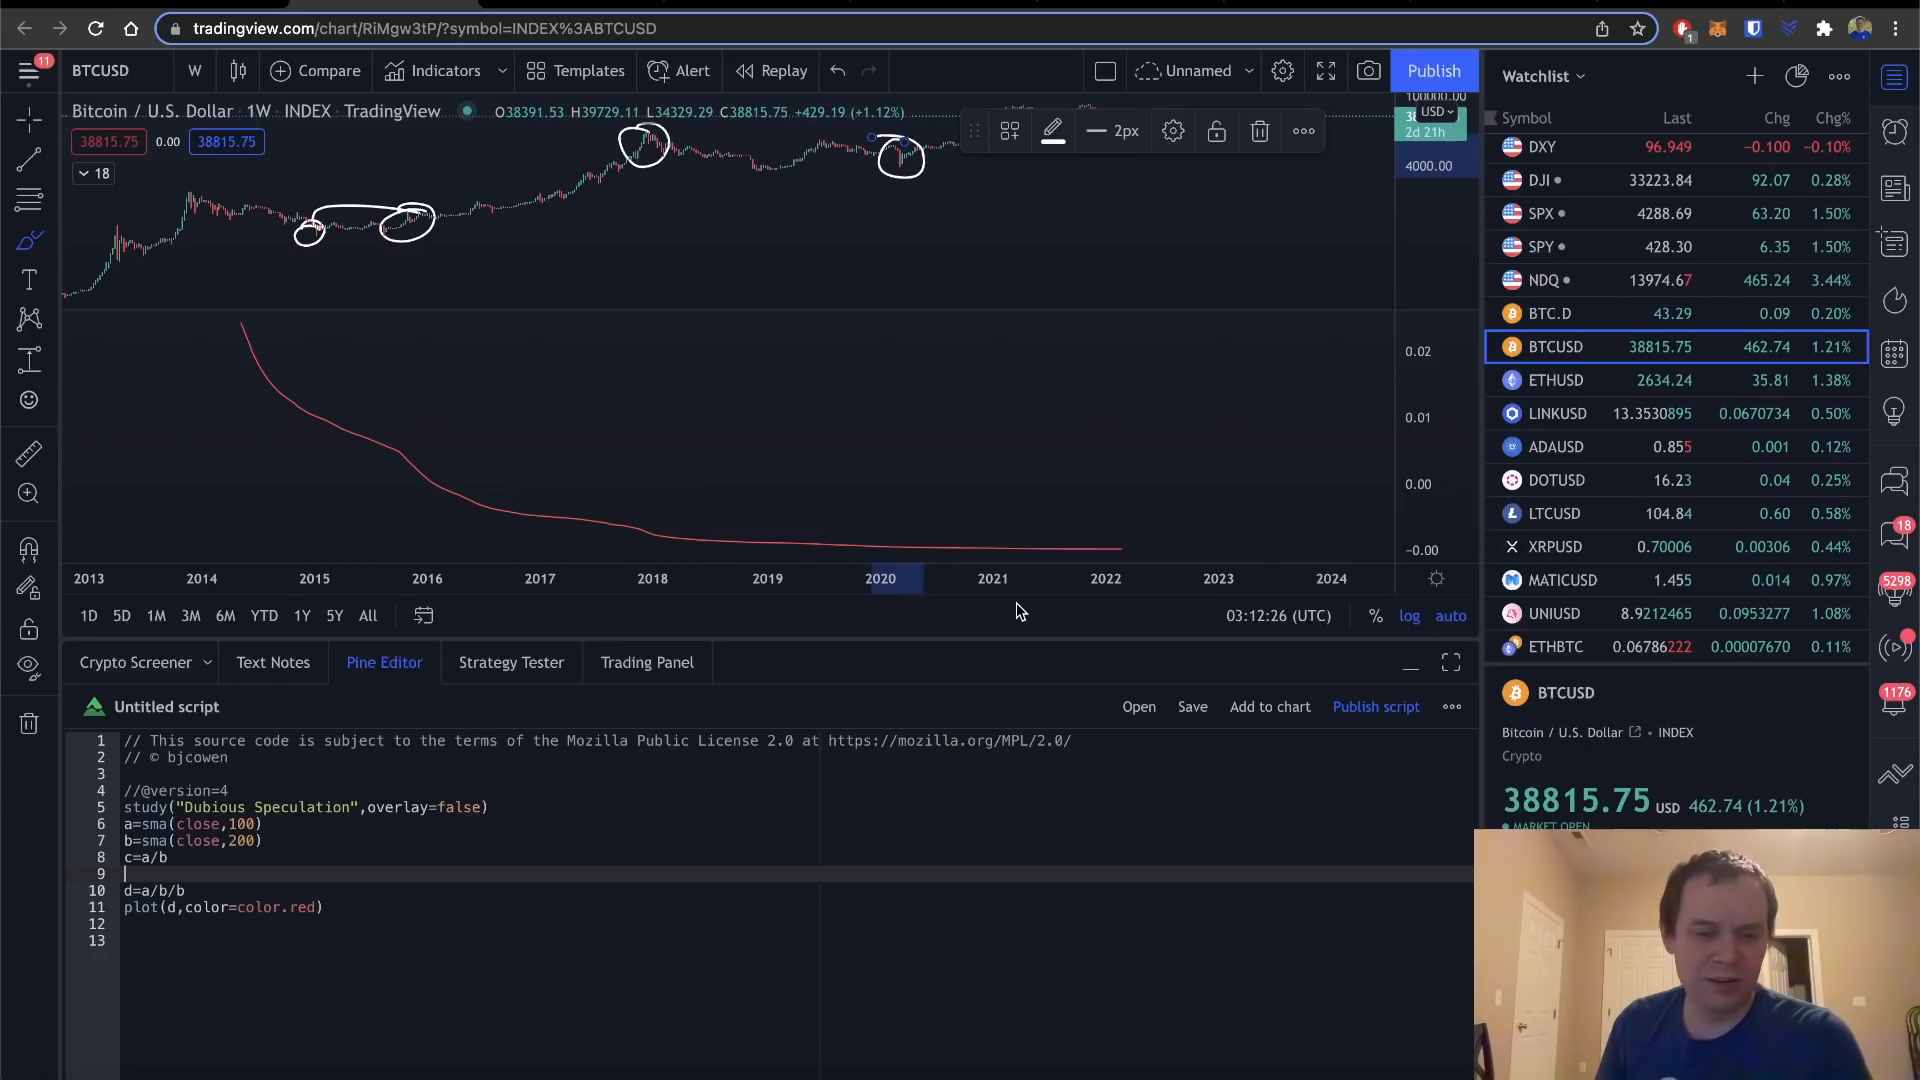 tradingview.com/chart/RiMgw3tP/?symbol=INDEX%3ABTCUSD
1
11
BTCUSD W Compare Indicators Templates Alert Replay Unnamed Publish
Bitcoin / U.S. Dollar · 1W · INDEX · TradingView O38391.53 H39729.11 L34329.29 C38815.75 +429.19 (+1.12%)
38815.75 0.00 38815.75
18
2px
100000.00
USD
2d 21h
4000.00
0.02
0.01
0.00
−0.00
2013 2014 2015 2016 2017 2018 2019 2020 2021 2022 2023 2024
1D 5D 1M 3M 6M YTD 1Y 5Y All 03:12:26 (UTC) % log auto
Crypto Screener Text Notes Pine Editor Strategy Tester Trading Panel
Untitled script Open Save Add to chart Publish script
1 // This source code is subject to the terms of the Mozilla Public License 2.0 at https://mozilla.org/MPL/2.0/
2 // © bjcowen
3
4 //@version=4
5 study("Dubious Speculation",overlay=false)
6 a=sma(close,100)
7 b=sma(close,200)
8 c=a/b
9
10 d=a/b/b
11 plot(d,color=color.red)
12
13
Watchlist
Symbol Last Chg Chg%
DXY 96.949 −0.100 −0.10%
DJI 33223.84 92.07 0.28%
SPX 4288.69 63.20 1.50%
SPY 428.30 6.35 1.50%
NDQ 13974.67 465.24 3.44%
BTC.D 43.29 0.09 0.20%
BTCUSD 38815.75 462.74 1.21%
ETHUSD 2634.24 35.81 1.38%
LINKUSD 13.3530895 0.0670734 0.50%
ADAUSD 0.855 0.001 0.12%
DOTUSD 16.23 0.04 0.25%
LTCUSD 104.84 0.60 0.58%
XRPUSD 0.70006 0.00306 0.44%
MATICUSD 1.455 0.014 0.97%
UNIUSD 8.9212465 0.0953277 1.08%
ETHBTC 0.06786222 0.00007670 0.11%
BTCUSD
Bitcoin / U.S. Dollar • INDEX
Crypto
38815.75 USD 462.74 (1.21%)
MARKET OPEN
18
5298
1176